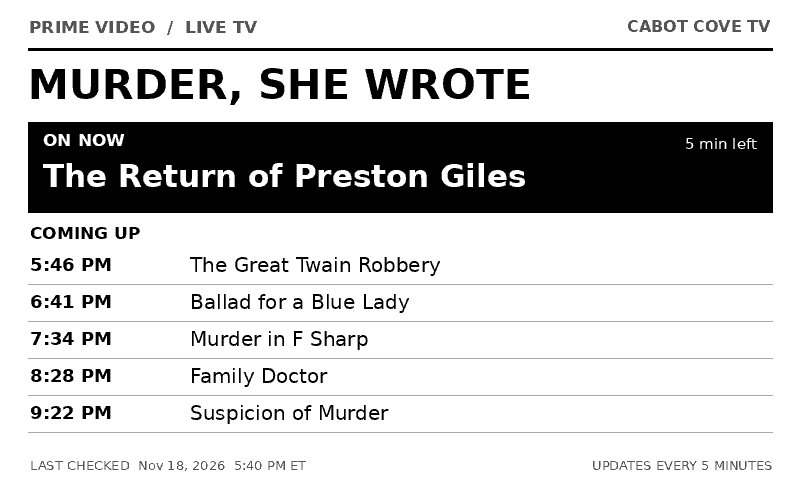 PRIME VIDEO / LIVE TV
CABOT COVE TV
MURDER, SHE WROTE
ON NOW
5 min left
The Return of Preston Giles
COMING UP
5:46 PM The Great Twain Robbery
6:41 PM Ballad for a Blue Lady
7:34 PM Murder in F Sharp
8:28 PM Family Doctor
9:22 PM Suspicion of Murder
LAST CHECKED Nov 18, 2026 5:40 PM ET
UPDATES EVERY 5 MINUTES